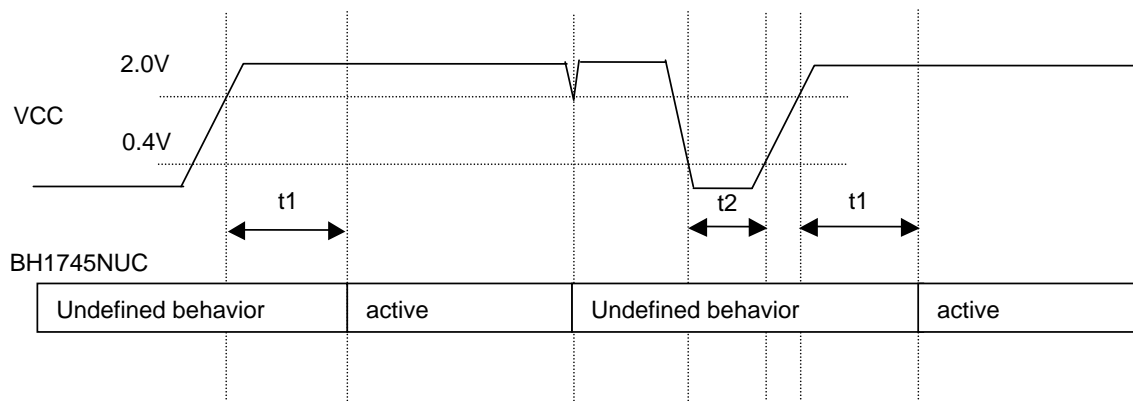 2.0V
VCC
0.4V
t1
t2
t1
BH1745NUC
Undefined behavior
active
Undefined behavior
active